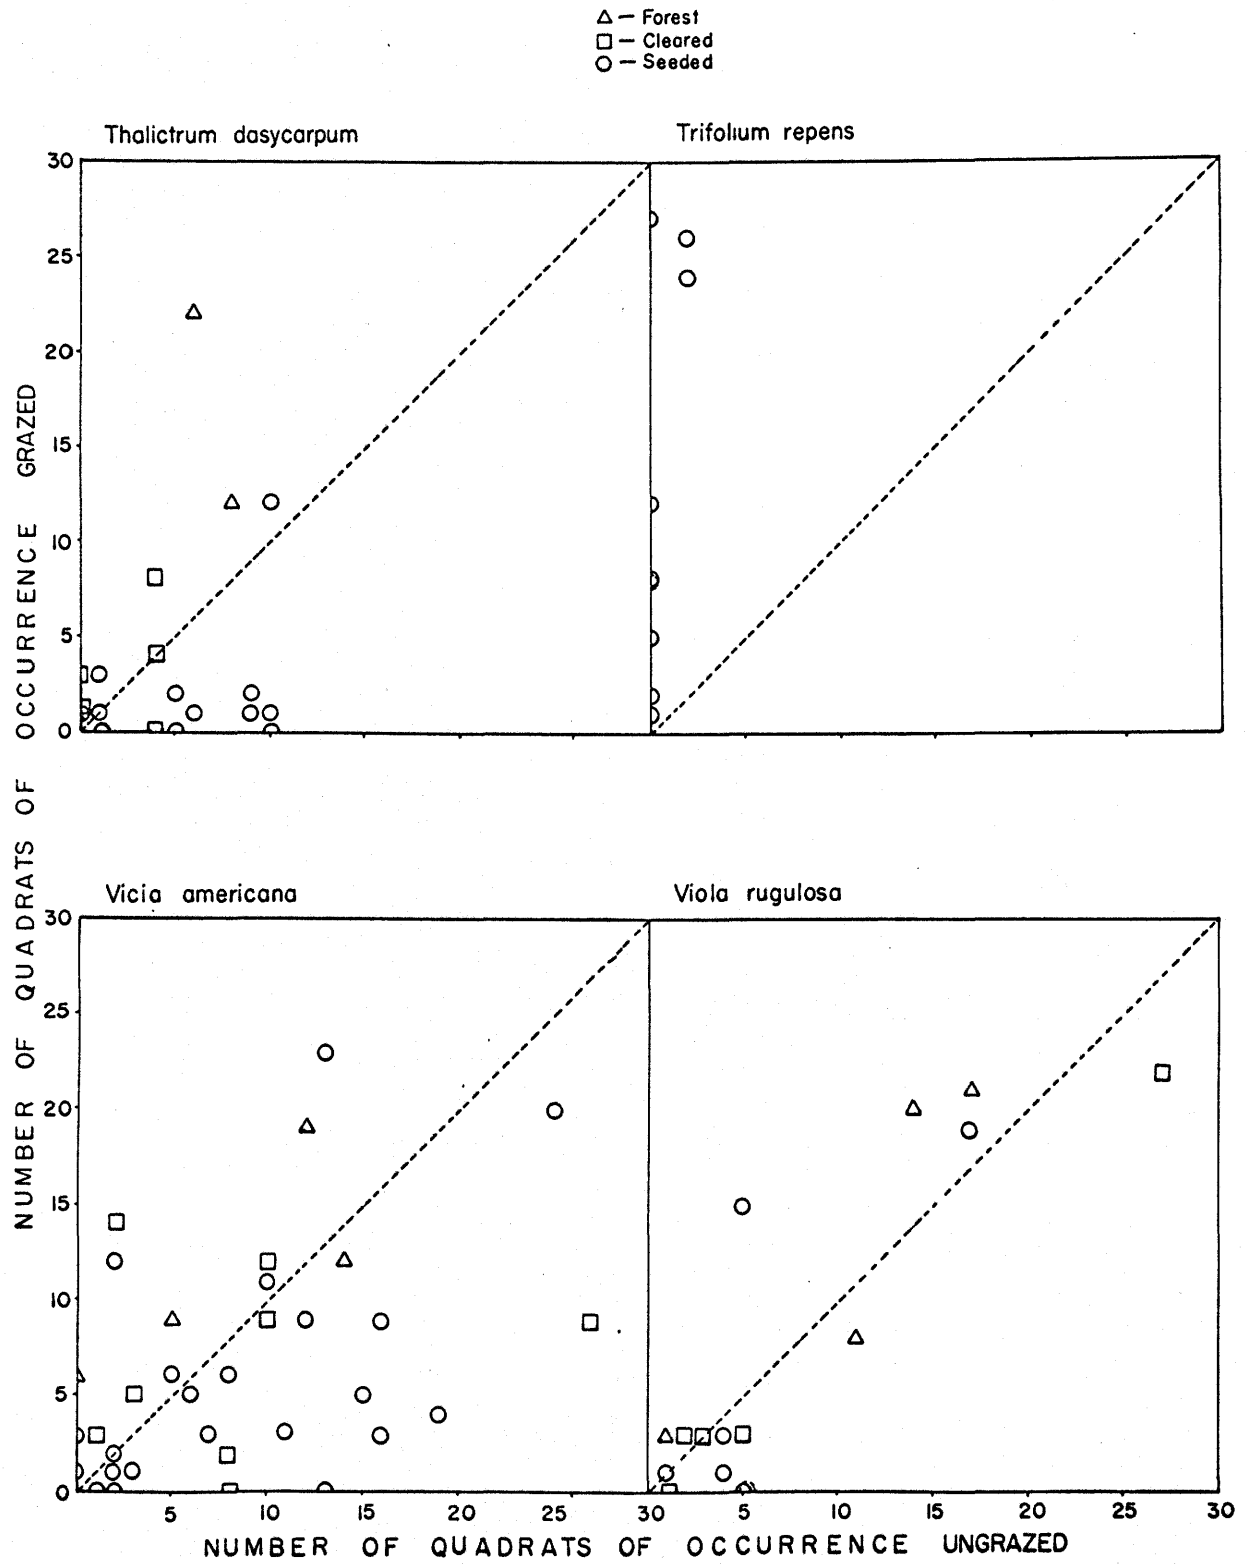 △ — Forest
□ — Cleared
○ — Seeded
Thalictrum dasycarpum
Trifolium repens
30
25
20
15
10
5
0
Vicia americana
Viola rugulosa
30
25
20
15
10
5
0
5 10 15 20 25 30 5 10 15 20 25 30
NUMBER OF QUADRATS OF OCCURRENCE GRAZED
NUMBER OF QUADRATS OF OCCURRENCE UNGRAZED